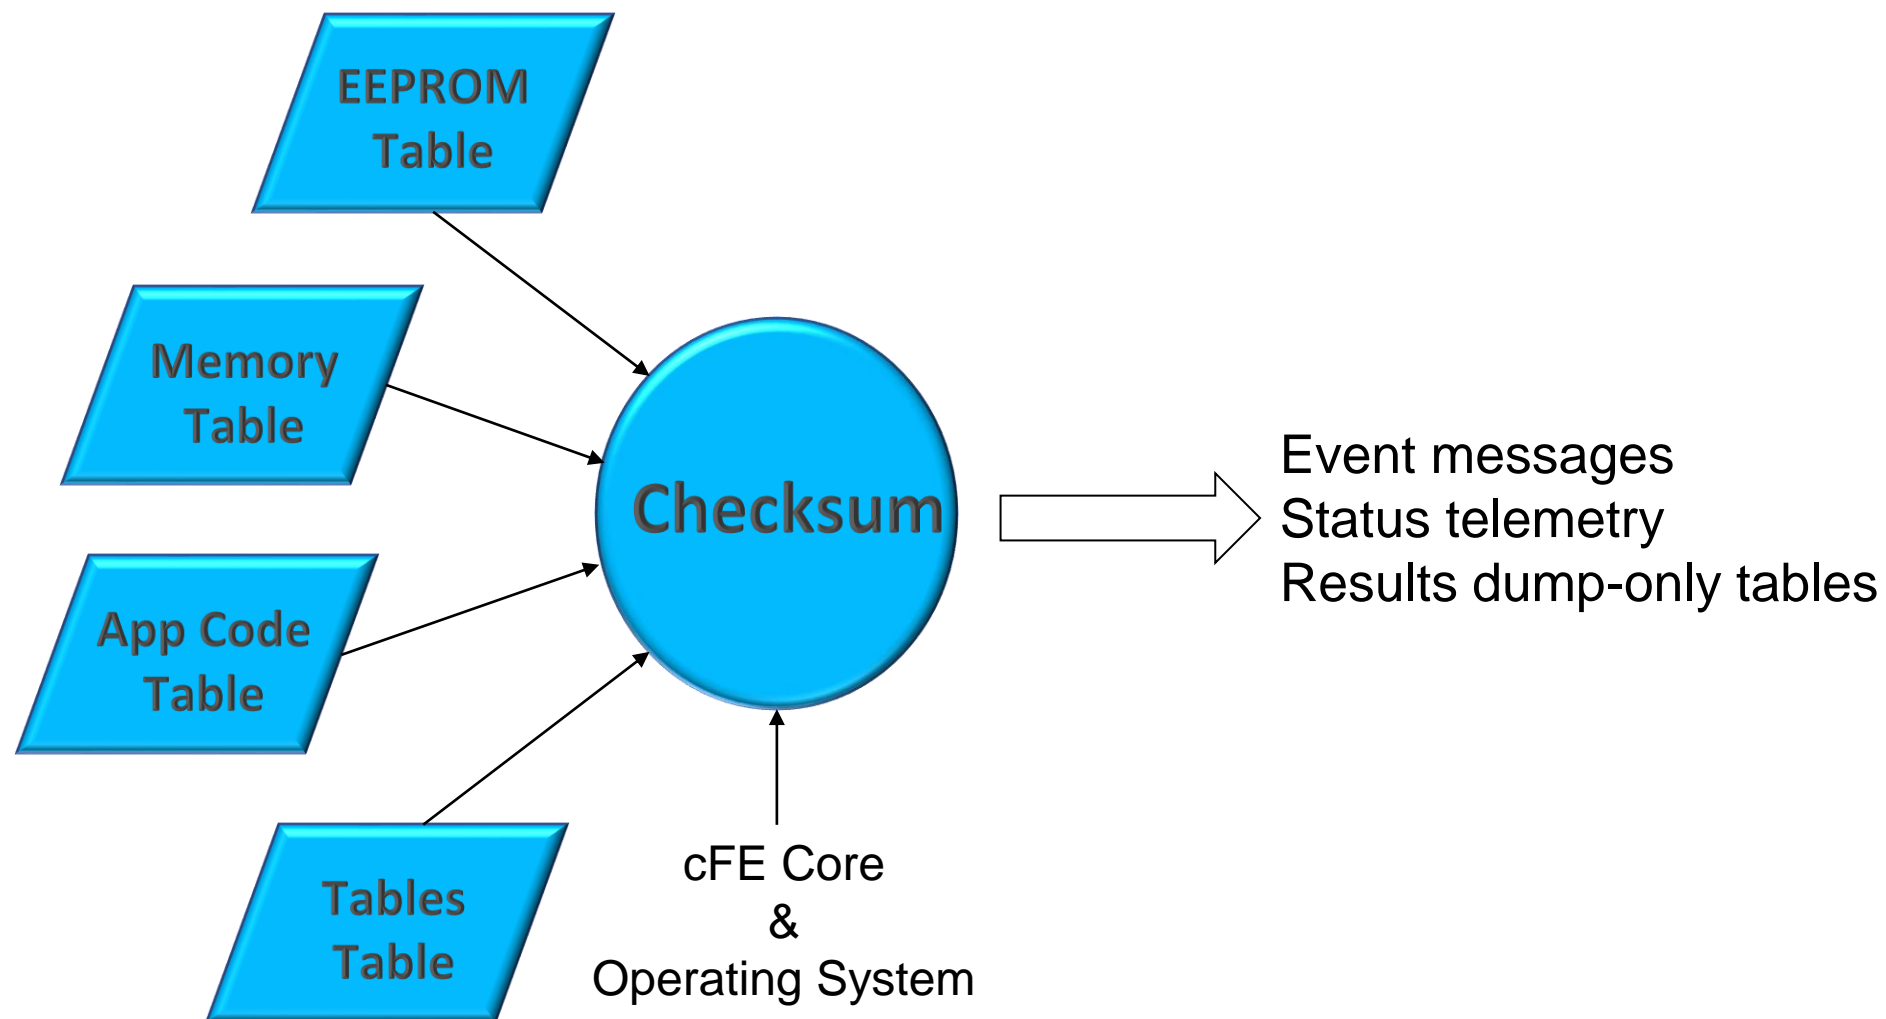 EEPROM
Table
Memory
Table
App Code
Table
Tables
Table
Checksum
cFE Core
&
Operating System
Event messages
Status telemetry
Results dump-only tables